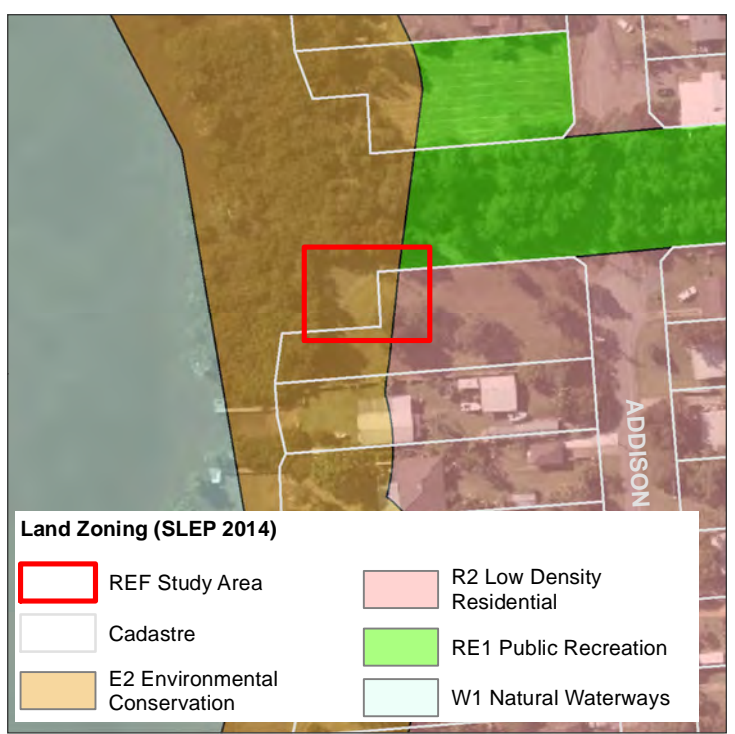 ADDISON
Land Zoning (SLEP 2014)
REF Study Area
Cadastre
E2 Environmental
Conservation
R2 Low Density
Residential
RE1 Public Recreation
W1 Natural Waterways